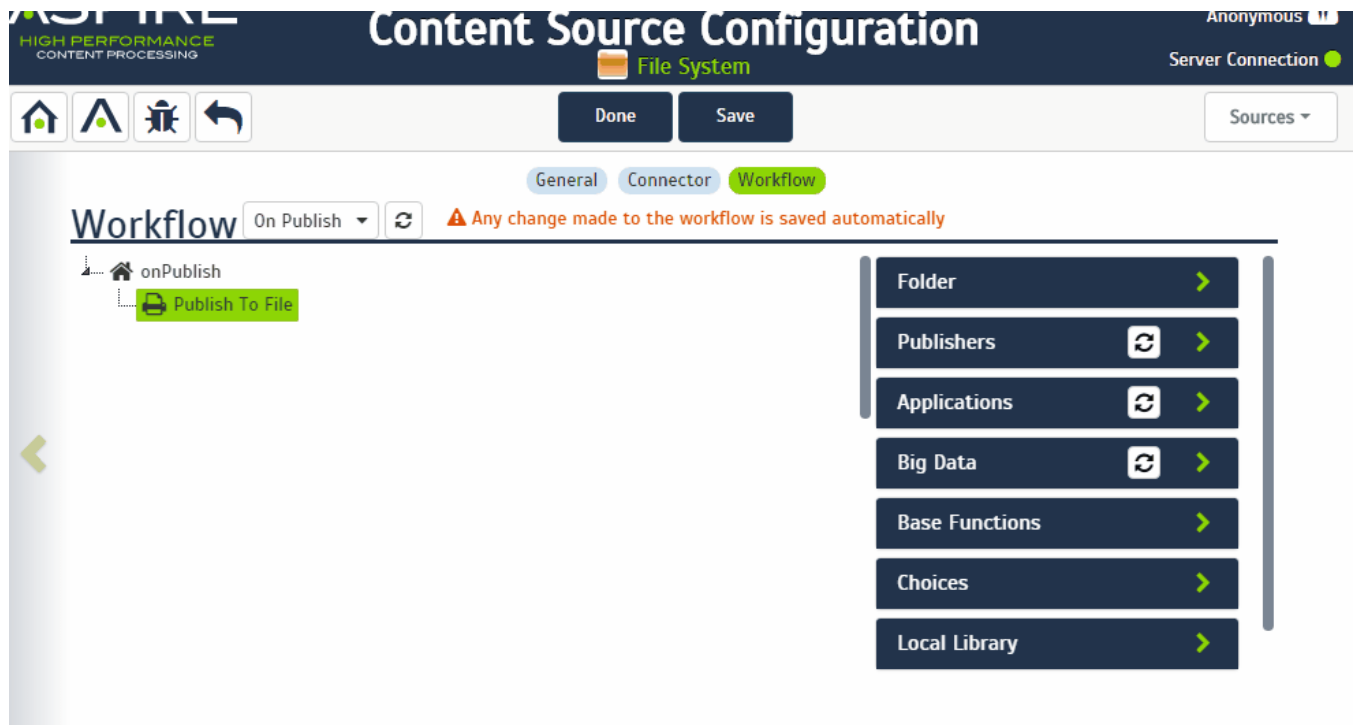 ASPIRE
HIGH PERFORMANCE
CONTENT PROCESSING
Content Source Configuration
File System
Anonymous
Server Connection
Done
Save
Sources
General
Connector
Workflow
Workflow
On Publish
Any change made to the workflow is saved automatically
onPublish
Publish To File
Folder
Publishers
Applications
Big Data
Base Functions
Choices
Local Library